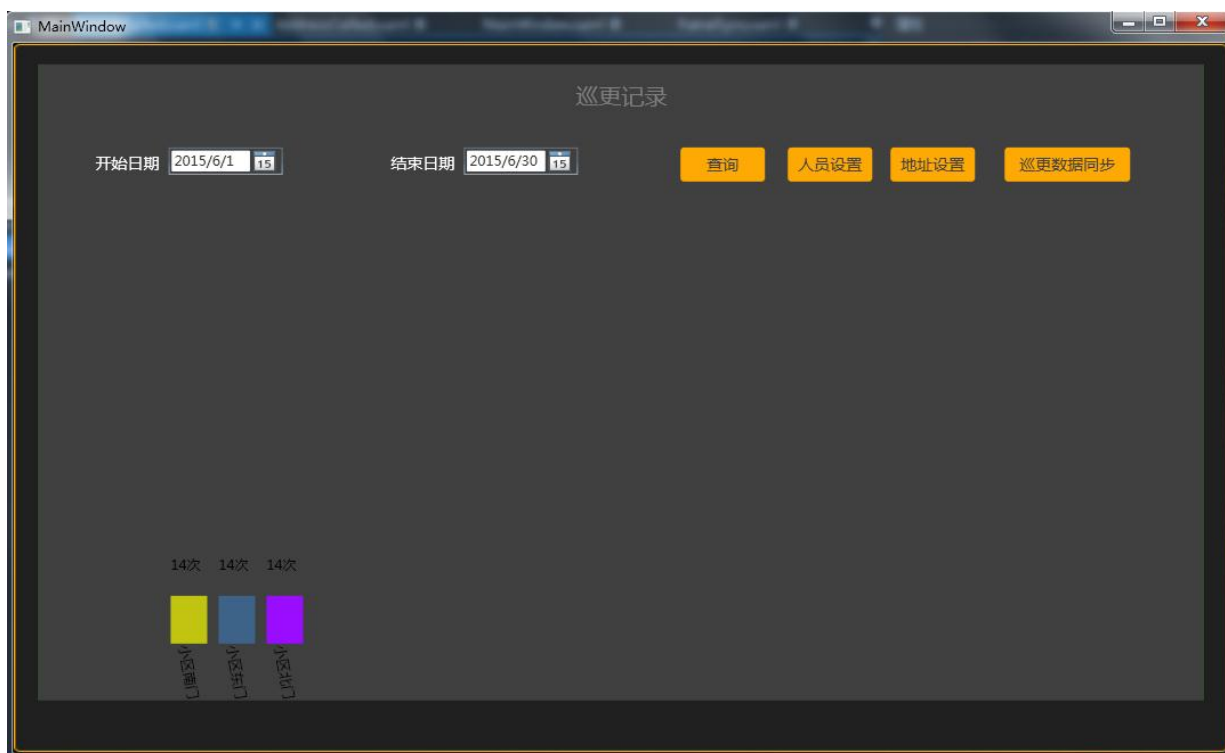 MainWindow
巡更记录
开始日期 2015/6/1 15 结束日期 2015/6/30 15 查询 人员设置 地址设置 巡更数据同步
14次 14次 14次
小区南门 小区东门 小区北门